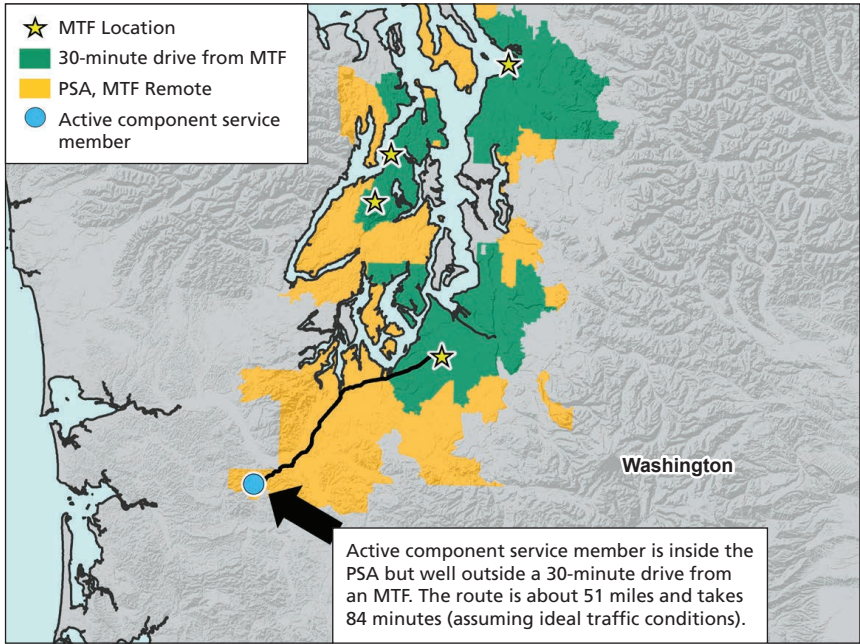 MTF Location
30-minute drive from MTF
PSA, MTF Remote
Active component service
member
Washington
Active component service member is inside the
PSA but well outside a 30-minute drive from
an MTF. The route is about 51 miles and takes
84 minutes (assuming ideal traffic conditions).